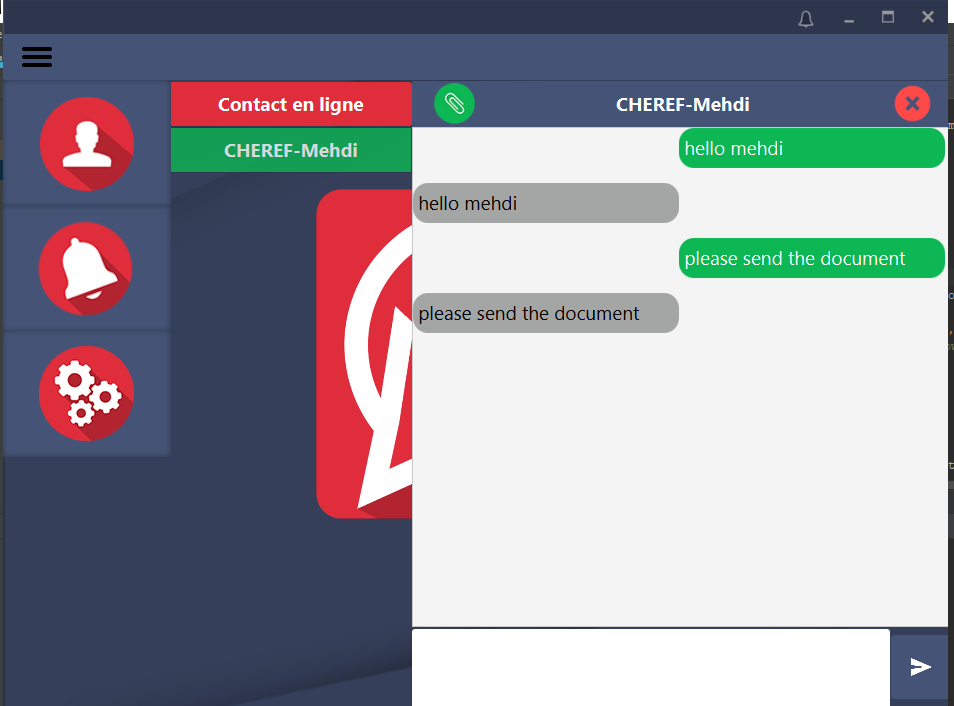 Contact en ligne
CHEREF-Mehdi
CHEREF-Mehdi
hello mehdi
hello mehdi
please send the document
please send the document